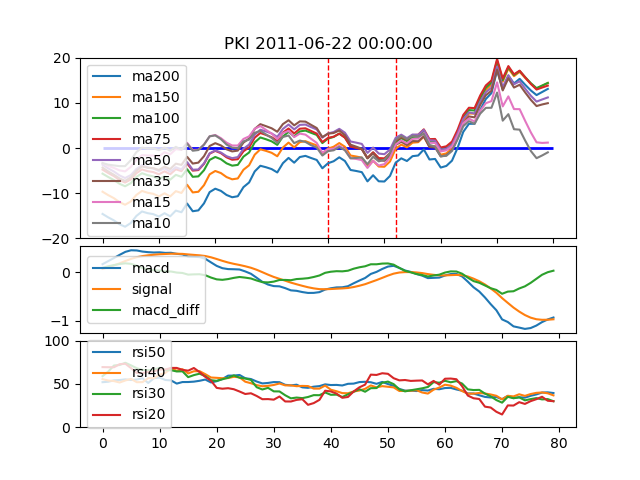 PKI 2011-06-22 00:00:00
20
10
0
−10
−20
ma200
ma150
ma100
ma75
ma50
ma35
ma15
ma10
0
−1
macd
signal
macd_diff
100
50
0
rsi50
rsi40
rsi30
rsi20
0 10 20 30 40 50 60 70 80